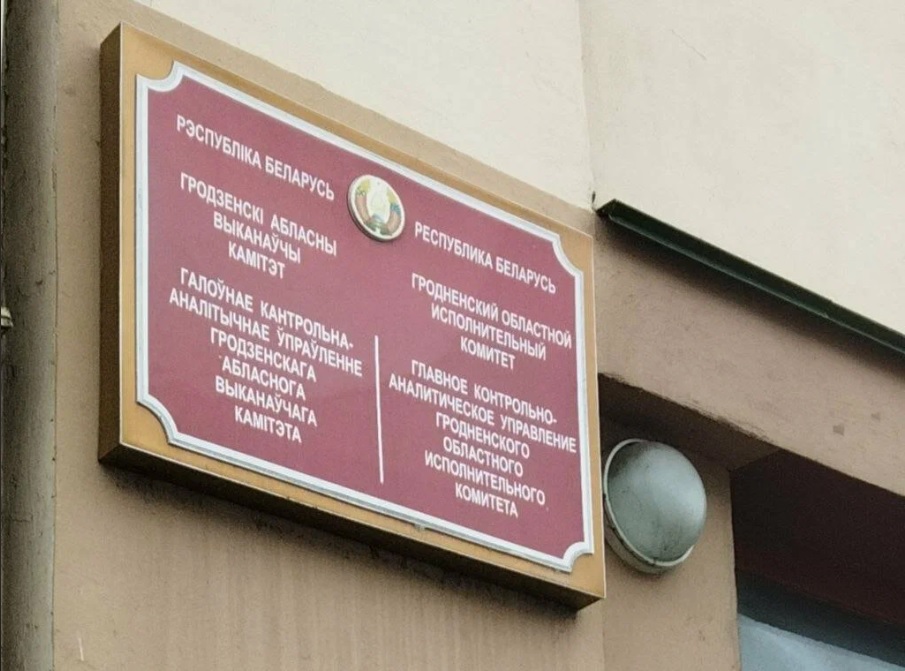 РЭСПУБЛІКА БЕЛАРУСЬ
ГРОДЗЕНСКІ АБЛАСНЫ
ВЫКАНАЎЧЫ
КАМІТЭТ
ГАЛОЎНАЕ КАНТРОЛЬНА-
АНАЛІТЫЧНАЕ ЎПРАЎЛЕННЕ
ГРОДЗЕНСКАГА
АБЛАСНОГА
ВЫКАНАЎЧАГА
КАМІТЭТА
РЕСПУБЛИКА БЕЛАРУСЬ
ГРОДНЕНСКИЙ ОБЛАСТНОЙ
ИСПОЛНИТЕЛЬНЫЙ
КОМИТЕТ
ГЛАВНОЕ КОНТРОЛЬНО-
АНАЛИТИЧЕСКОЕ УПРАВЛЕНИЕ
ГРОДНЕНСКОГО
ОБЛАСТНОГО
ИСПОЛНИТЕЛЬНОГО
КОМИТЕТА